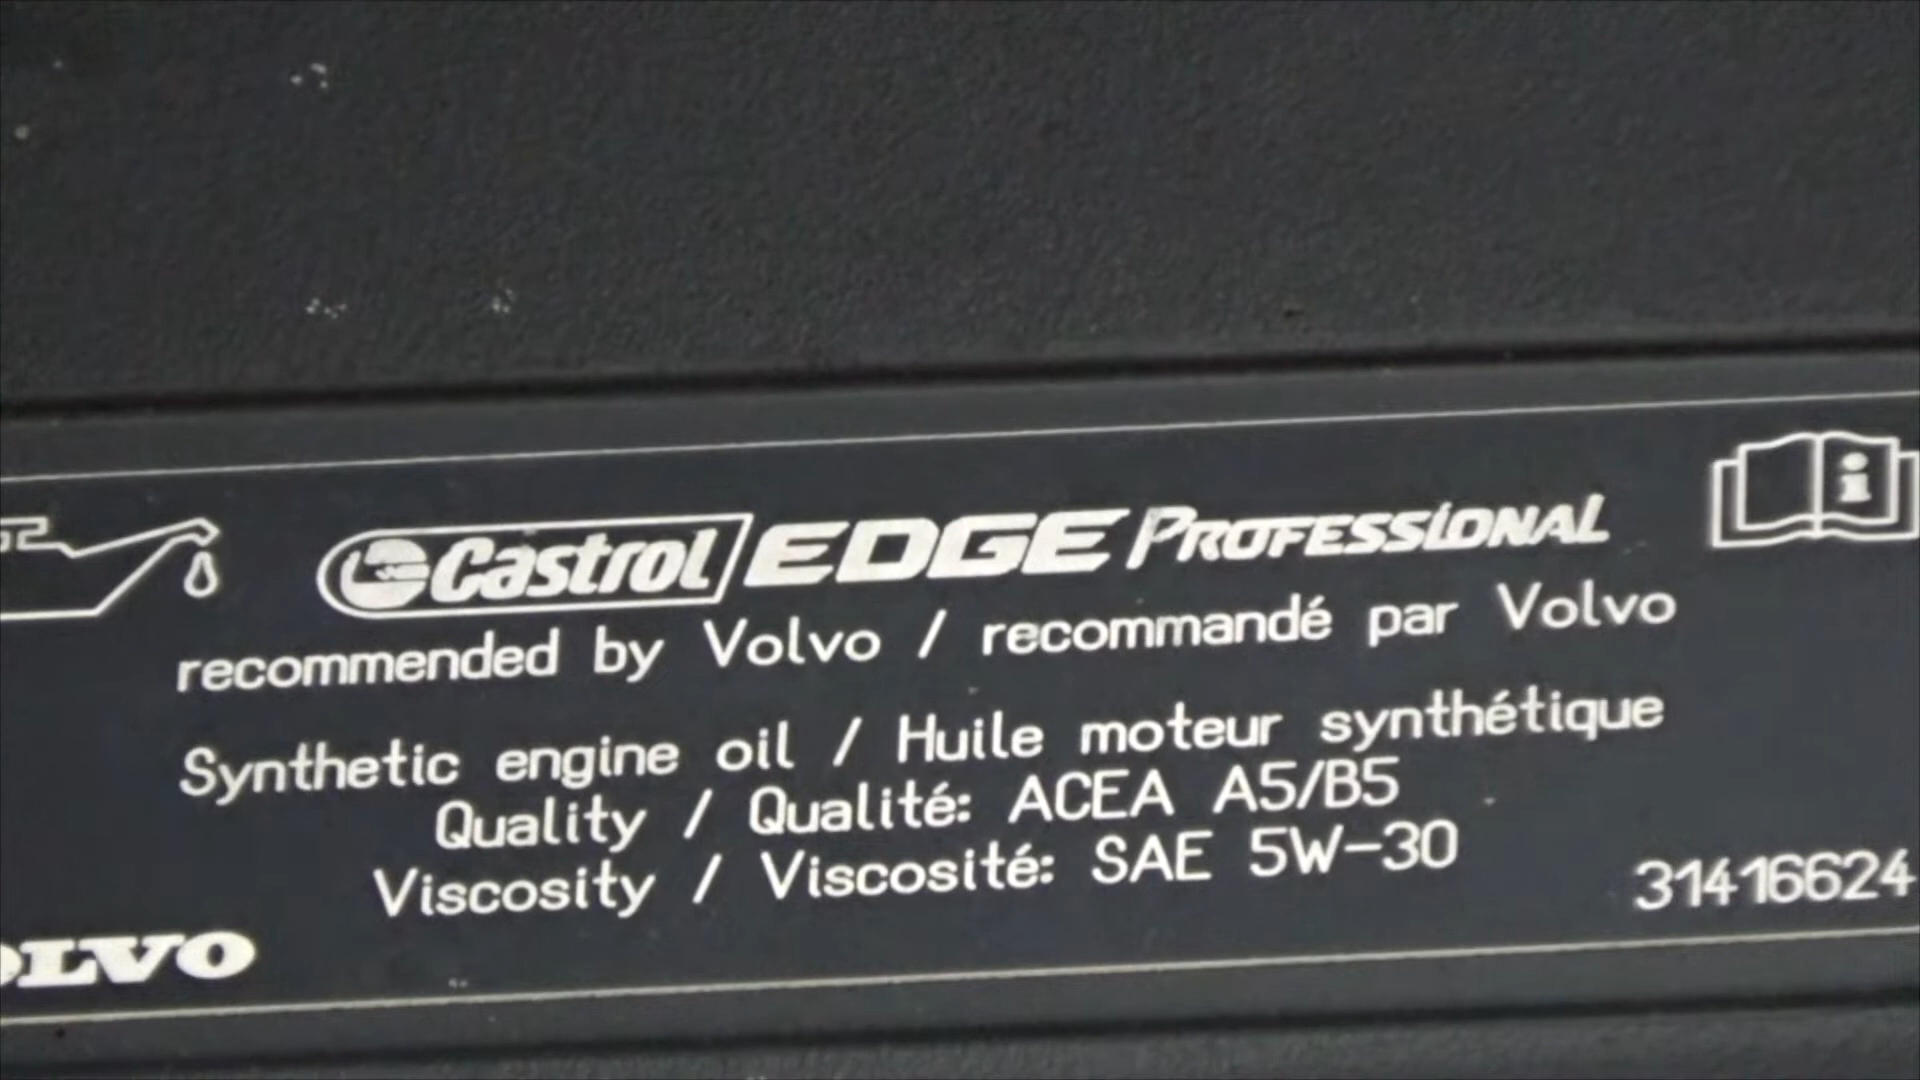 Castrol EDGE PROFESSIONAL
recommended by Volvo / recommandé par Volvo
Synthetic engine oil / Huile moteur synthétique
Quality / Qualité: ACEA A5/B5
Viscosity / Viscosité: SAE 5W-30
31416624
OLVO